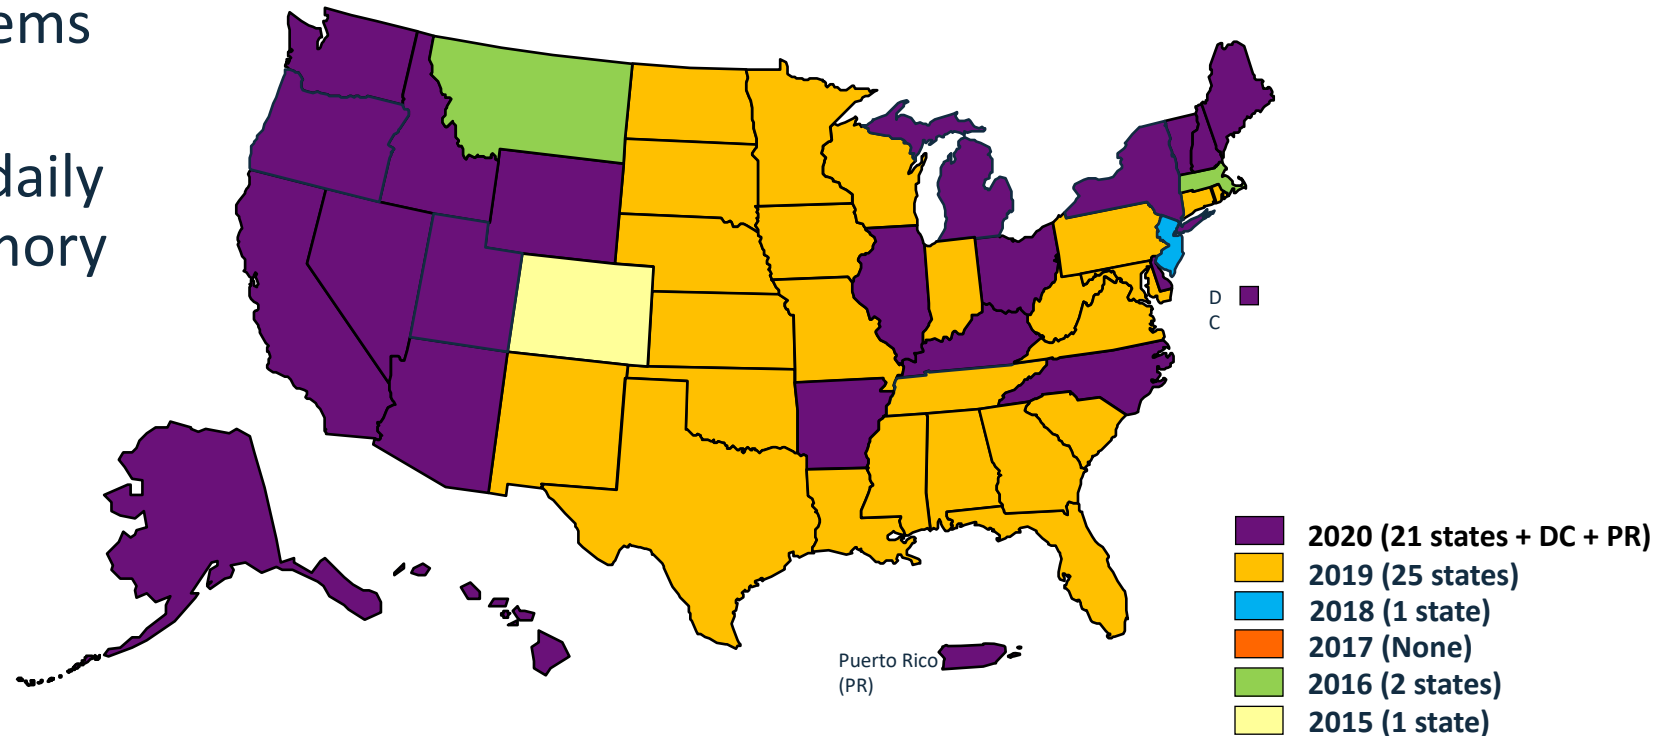 ems
daily
nory
D
C
Puerto Rico
(PR)
2020 (21 states + DC + PR)
2019 (25 states)
2018 (1 state)
2017 (None)
2016 (2 states)
2015 (1 state)